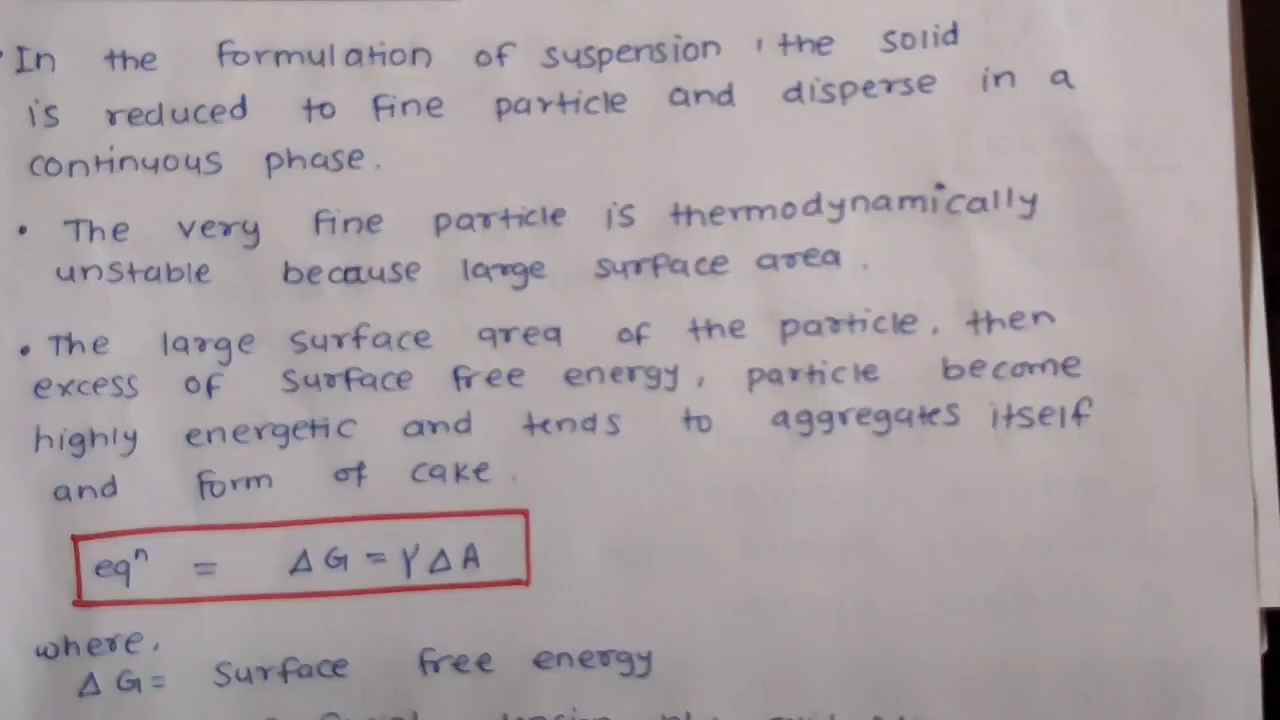 • In the formulation of suspension, the solid
is reduced to fine particle and disperse in a
continuous phase.
• The very fine particle is thermodynamically
unstable because large surface area.
• The large surface area of the particle, then
excess of surface free energy, particle become
highly energetic and tends to aggregates itself
and form of cake.
eqⁿ = ΔG = γΔA
where,
ΔG = Surface free energy
tension